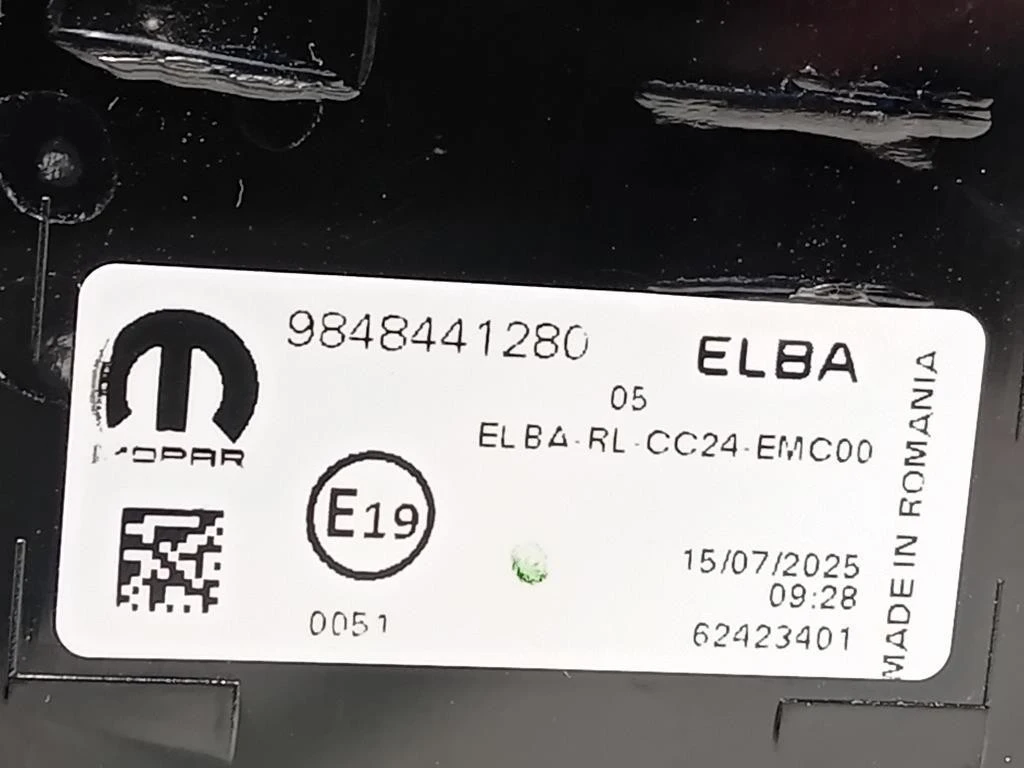 9848441280
ELBA
05
ELBA-RL-CC24-EMC00
MOPAR
E19
0051
15/07/2025
09:28
62423401
MADE IN ROMANIA